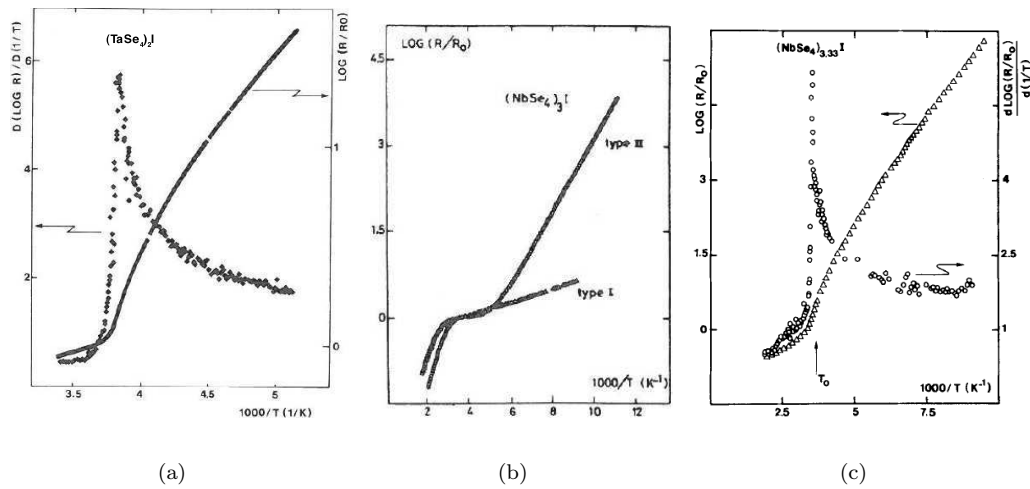 (TaSe₄)₂I
D (LOG R) / D (1/T)
6
4
2
LOG (R/R0)
1
0
3.5 4 4.5 5
1000/T (1/K)
(a)
LOG (R/R₀)
4.5
3
1.5
0
(NbSe₄)₃I
type III
type I
1000/T (K⁻¹)
2 4 6 8 10 12
(b)
(NbSe₄)₃.₃₃I
LOG (R/R₀)
3
1.5
0
d LOG (R/R₀)
d (1/T)
4
2.5
1
T₀
1000/T (K⁻¹)
2.5 5 7.5
(c)